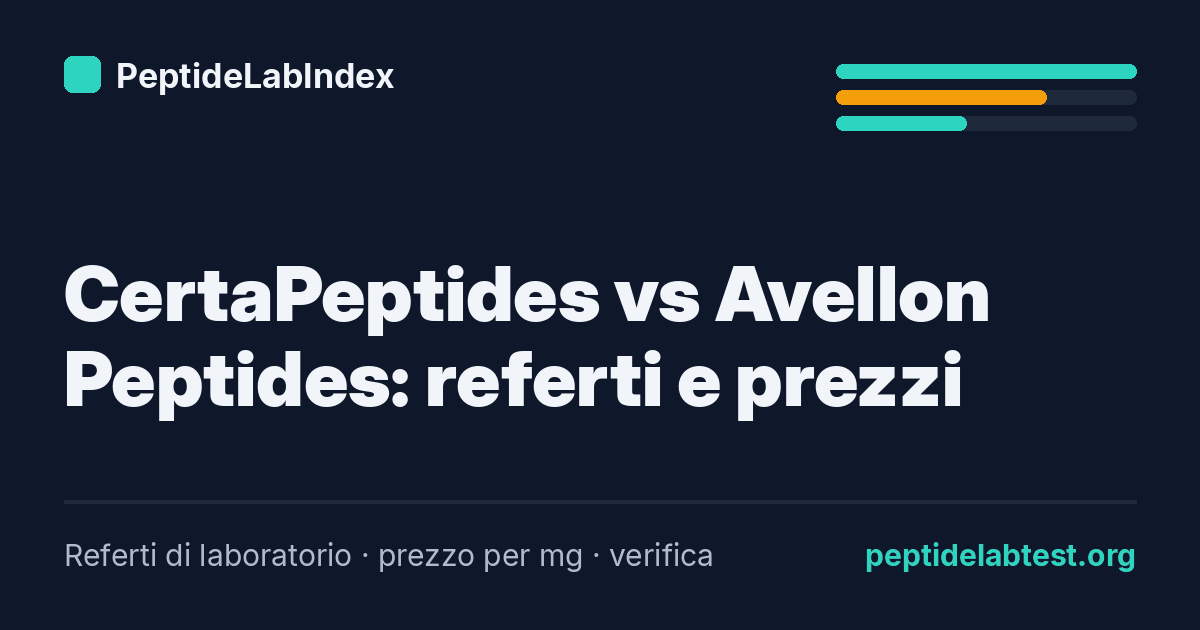 PeptideLabIndex
CertaPeptides vs Avellon
Peptides: referti e prezzi
Referti di laboratorio · prezzo per mg · verifica
peptidelabtest.org